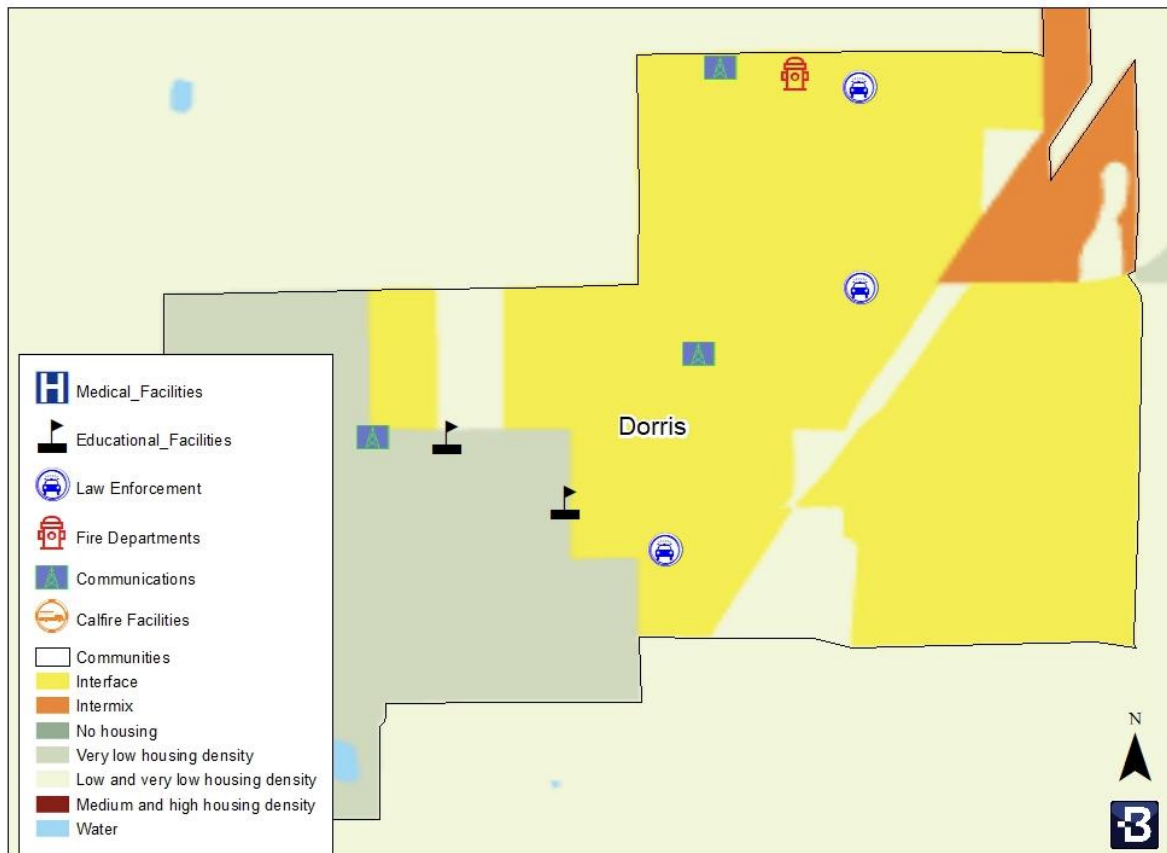 Dorris
H Medical_Facilities
Educational_Facilities
Law Enforcement
Fire Departments
Communications
Calfire Facilities
Communities
Interface
Intermix
No housing
Very low housing density
Low and very low housing density
Medium and high housing density
Water
N
B